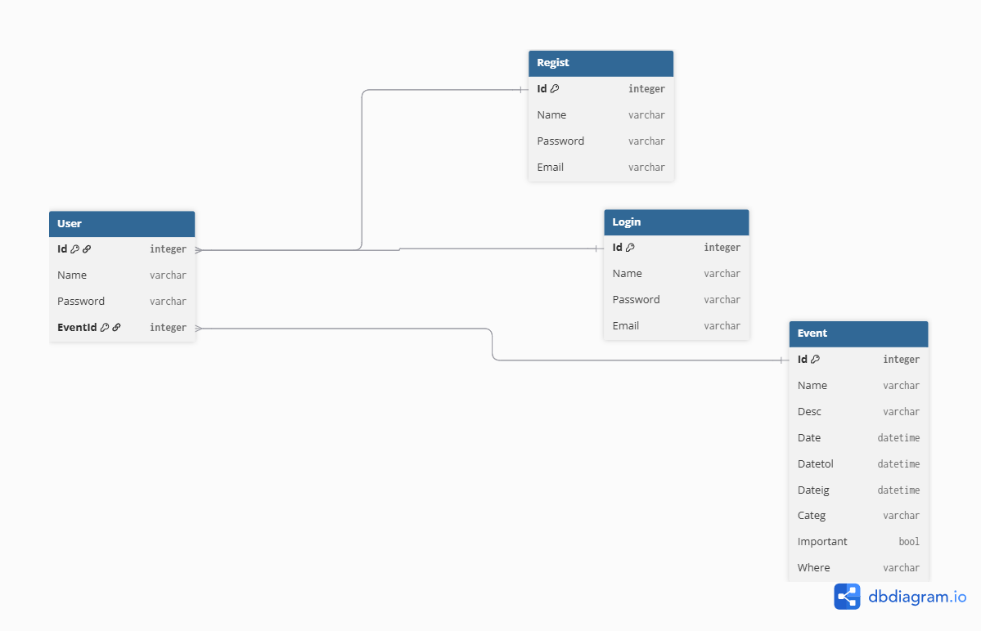 Regist
Id integer
Name varchar
Password varchar
Email varchar
User
Id integer
Name varchar
Password varchar
EventId integer
Login
Id integer
Name varchar
Password varchar
Email varchar
Event
Id integer
Name varchar
Desc varchar
Date datetime
Datetol datetime
Dateig datetime
Categ varchar
Important bool
Where varchar
dbdiagram.io